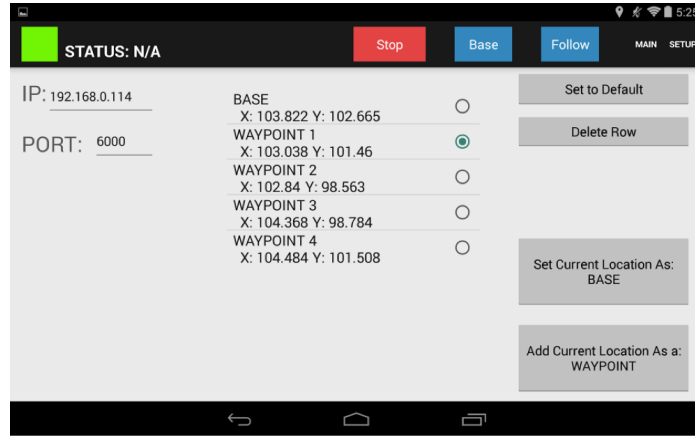 5:25
STATUS: N/A
Stop
Base
Follow
MAIN
SETUP
IP: 192.168.0.114
PORT: 6000
BASE
X: 103.822 Y: 102.665
WAYPOINT 1
X: 103.038 Y: 101.46
WAYPOINT 2
X: 102.84 Y: 98.563
WAYPOINT 3
X: 104.368 Y: 98.784
WAYPOINT 4
X: 104.484 Y: 101.508
Set to Default
Delete Row
Set Current Location As:
BASE
Add Current Location As a:
WAYPOINT